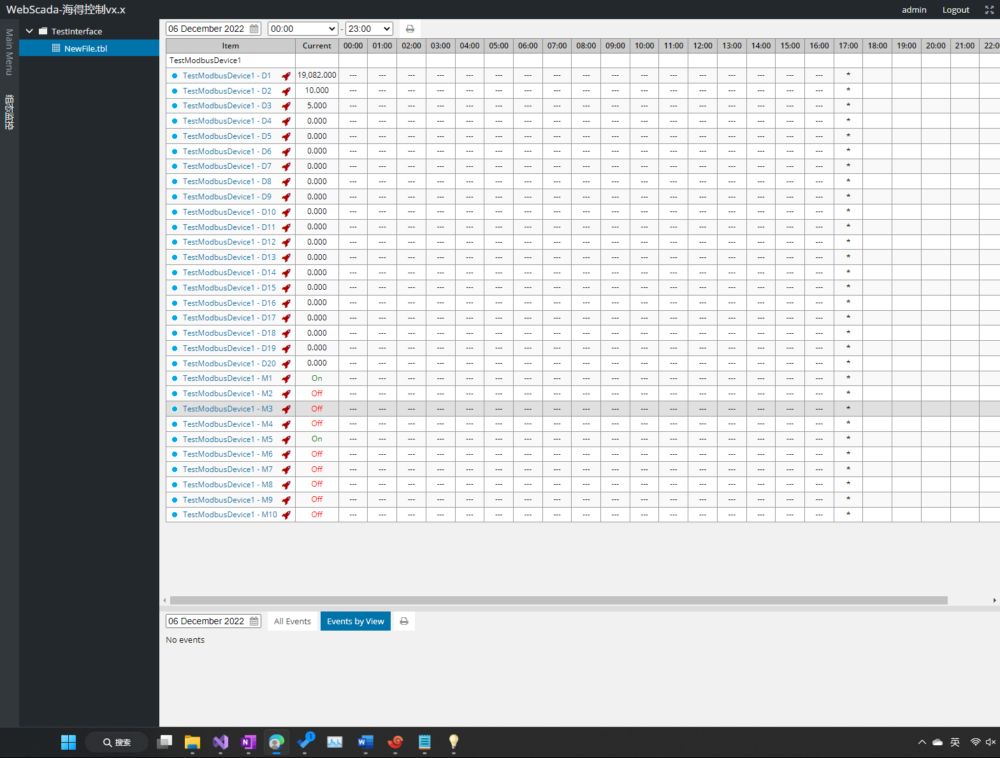 WebScada-海得控制vx.x
admin
Logout
Main Menu
组态监控
TestInterface
NewFile.tbl
06 December 2022
00:00
-
23:00
Item Current 00:00 01:00 02:00 03:00 04:00 05:00 06:00 07:00 08:00 09:00 10:00 11:00 12:00 13:00 14:00 15:00 16:00 17:00 18:00 19:00 20:00 21:00 22:00
TestModbusDevice1
TestModbusDevice1 - D1 19,082.000 --- --- --- --- --- --- --- --- --- --- --- --- --- --- --- --- --- *
TestModbusDevice1 - D2 10.000 --- --- --- --- --- --- --- --- --- --- --- --- --- --- --- --- --- *
TestModbusDevice1 - D3 5.000 --- --- --- --- --- --- --- --- --- --- --- --- --- --- --- --- --- *
TestModbusDevice1 - D4 0.000 --- --- --- --- --- --- --- --- --- --- --- --- --- --- --- --- --- *
TestModbusDevice1 - D5 0.000 --- --- --- --- --- --- --- --- --- --- --- --- --- --- --- --- --- *
TestModbusDevice1 - D6 0.000 --- --- --- --- --- --- --- --- --- --- --- --- --- --- --- --- --- *
TestModbusDevice1 - D7 0.000 --- --- --- --- --- --- --- --- --- --- --- --- --- --- --- --- --- *
TestModbusDevice1 - D8 0.000 --- --- --- --- --- --- --- --- --- --- --- --- --- --- --- --- --- *
TestModbusDevice1 - D9 0.000 --- --- --- --- --- --- --- --- --- --- --- --- --- --- --- --- --- *
TestModbusDevice1 - D10 0.000 --- --- --- --- --- --- --- --- --- --- --- --- --- --- --- --- --- *
TestModbusDevice1 - D11 0.000 --- --- --- --- --- --- --- --- --- --- --- --- --- --- --- --- --- *
TestModbusDevice1 - D12 0.000 --- --- --- --- --- --- --- --- --- --- --- --- --- --- --- --- --- *
TestModbusDevice1 - D13 0.000 --- --- --- --- --- --- --- --- --- --- --- --- --- --- --- --- --- *
TestModbusDevice1 - D14 0.000 --- --- --- --- --- --- --- --- --- --- --- --- --- --- --- --- --- *
TestModbusDevice1 - D15 0.000 --- --- --- --- --- --- --- --- --- --- --- --- --- --- --- --- --- *
TestModbusDevice1 - D16 0.000 --- --- --- --- --- --- --- --- --- --- --- --- --- --- --- --- --- *
TestModbusDevice1 - D17 0.000 --- --- --- --- --- --- --- --- --- --- --- --- --- --- --- --- --- *
TestModbusDevice1 - D18 0.000 --- --- --- --- --- --- --- --- --- --- --- --- --- --- --- --- --- *
TestModbusDevice1 - D19 0.000 --- --- --- --- --- --- --- --- --- --- --- --- --- --- --- --- --- *
TestModbusDevice1 - D20 0.000 --- --- --- --- --- --- --- --- --- --- --- --- --- --- --- --- --- *
TestModbusDevice1 - M1 On --- --- --- --- --- --- --- --- --- --- --- --- --- --- --- --- --- *
TestModbusDevice1 - M2 Off --- --- --- --- --- --- --- --- --- --- --- --- --- --- --- --- --- *
TestModbusDevice1 - M3 Off --- --- --- --- --- --- --- --- --- --- --- --- --- --- --- --- --- *
TestModbusDevice1 - M4 Off --- --- --- --- --- --- --- --- --- --- --- --- --- --- --- --- --- *
TestModbusDevice1 - M5 On --- --- --- --- --- --- --- --- --- --- --- --- --- --- --- --- --- *
TestModbusDevice1 - M6 Off --- --- --- --- --- --- --- --- --- --- --- --- --- --- --- --- --- *
TestModbusDevice1 - M7 Off --- --- --- --- --- --- --- --- --- --- --- --- --- --- --- --- --- *
TestModbusDevice1 - M8 Off --- --- --- --- --- --- --- --- --- --- --- --- --- --- --- --- --- *
TestModbusDevice1 - M9 Off --- --- --- --- --- --- --- --- --- --- --- --- --- --- --- --- --- *
TestModbusDevice1 - M10 Off --- --- --- --- --- --- --- --- --- --- --- --- --- --- --- --- --- *
06 December 2022
All Events
Events by View
No events
搜索
N
1
W
英